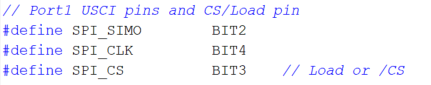 // Port1 USCI pins and CS/Load pin
#define SPI_SIMO BIT2
#define SPI_CLK BIT4
#define SPI_CS BIT3 // Load or /CS